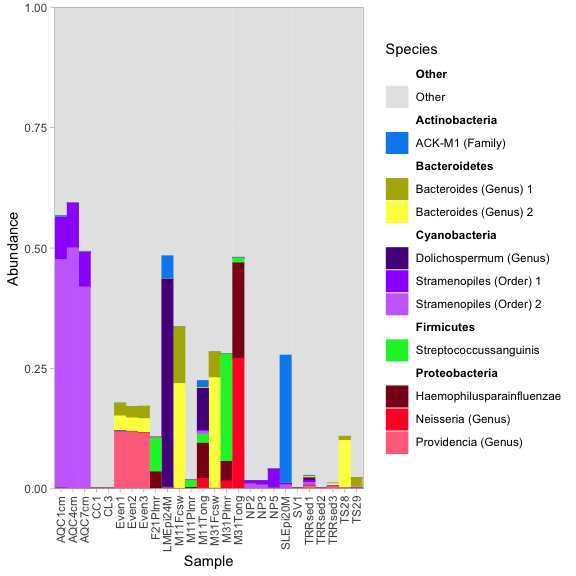 1.00
0.75
0.50
0.25
0.00
Abundance
AQC1cm
AQC4cm
AQC7cm
CC1
CL3
Even1
Even2
Even3
F21Plmr
LMEpi24M
M11Fcsw
M11Plmr
M11Tong
M31Fcsw
M31Plmr
M31Tong
NP2
NP3
NP5
SLEpi20M
SV1
TRRsed1
TRRsed2
TRRsed3
TS28
TS29
Sample
Species
Other
Other
Actinobacteria
ACK-M1 (Family)
Bacteroidetes
Bacteroides (Genus) 1
Bacteroides (Genus) 2
Cyanobacteria
Dolichospermum (Genus)
Stramenopiles (Order) 1
Stramenopiles (Order) 2
Firmicutes
Streptococcussanguinis
Proteobacteria
Haemophilusparainfluenzae
Neisseria (Genus)
Providencia (Genus)